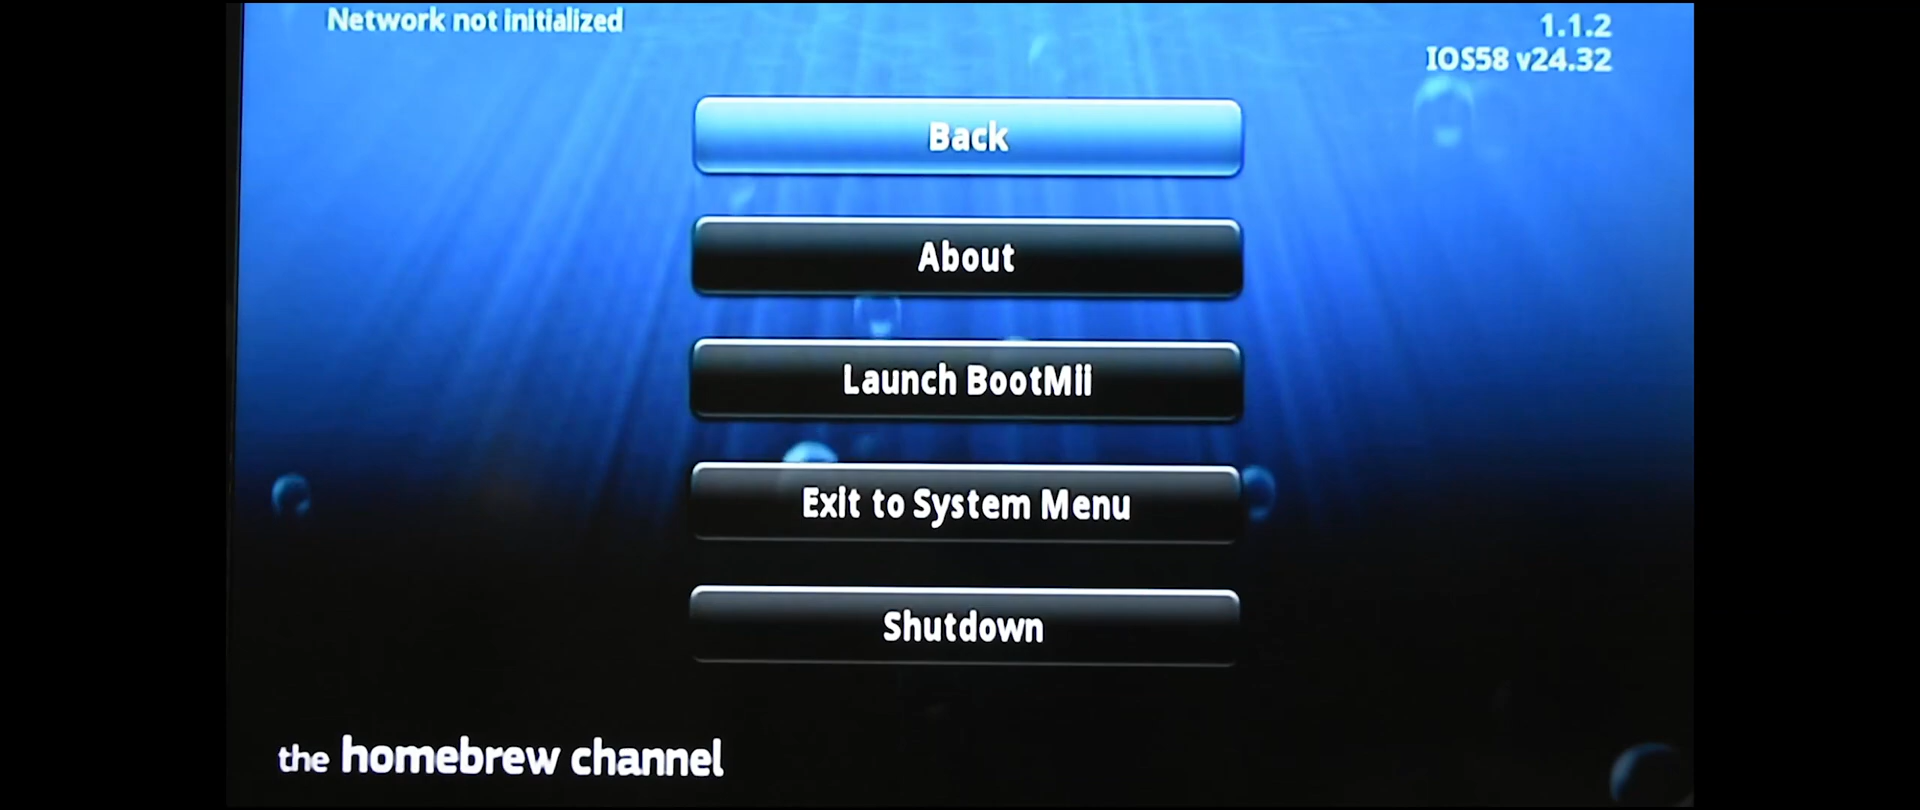 Network not initialized
1.1.2
IOS58 v24.32
Back
About
Launch BootMii
Exit to System Menu
Shutdown
the homebrew channel